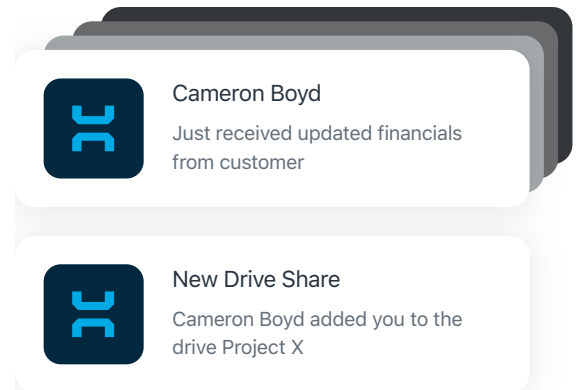 Cameron Boyd
Just received updated financials
from customer
New Drive Share
Cameron Boyd added you to the
drive Project X